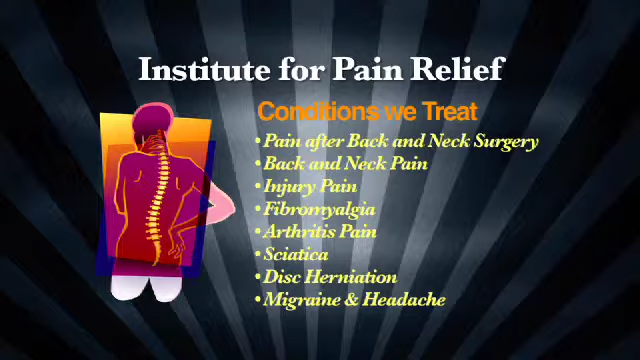 Institute for Pain Relief
Conditions we Treat
• Pain after Back and Neck Surgery
• Back and Neck Pain
• Injury Pain
• Fibromyalgia
• Arthritis Pain
• Sciatica
• Disc Herniation
• Migraine & Headache